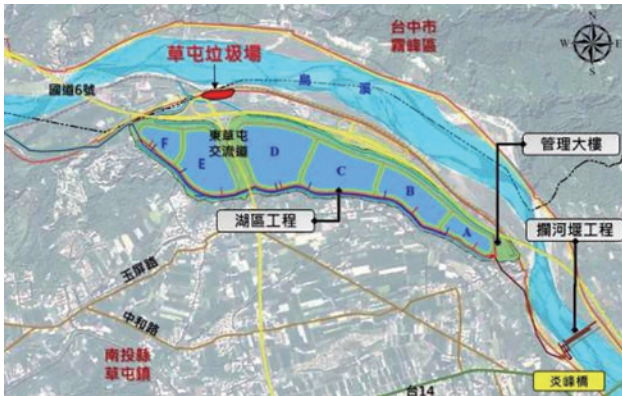 台中市
霧峰區
N
W
E
S
草屯垃圾場
國道6號
烏
溪
東草屯
交流道
管理大樓
F
E
D
C
B
A
湖區工程
攔河堰工程
玉屏路
中和路
南投縣
草屯鎮
台14
炎峰橋